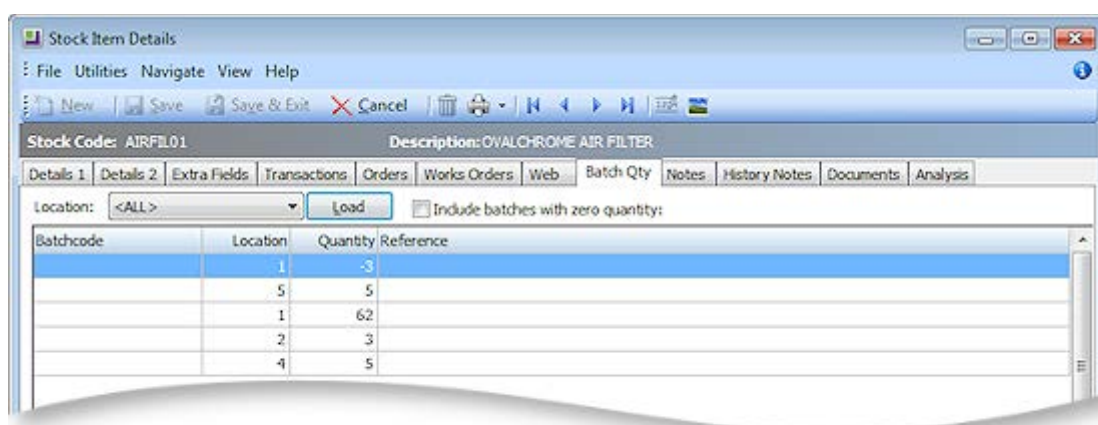 Stock Item Details
File Utilities Navigate View Help
New Save Save & Exit Cancel
Stock Code: AIRFIL01 Description: OVALCHROME AIR FILTER
Details 1 Details 2 Extra Fields Transactions Orders Works Orders Web Batch Qty Notes History Notes Documents Analysis
Location: <ALL> Load Include batches with zero quantity:
Batchcode Location Quantity Reference
1 -3
5 5
1 62
2 3
4 5